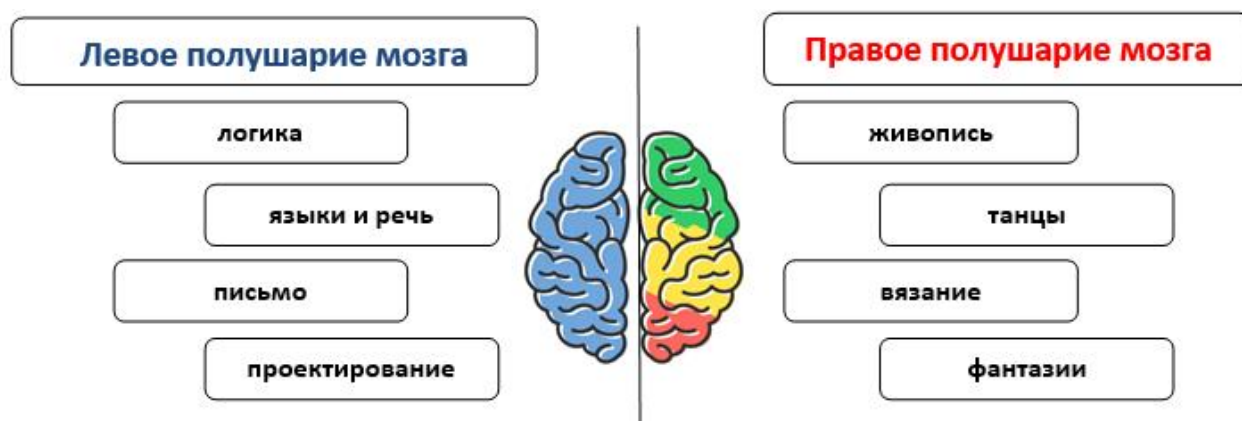 Левое полушарие мозга
логика
языки и речь
письмо
проектирование
Правое полушарие мозга
живопись
танцы
вязание
фантазии